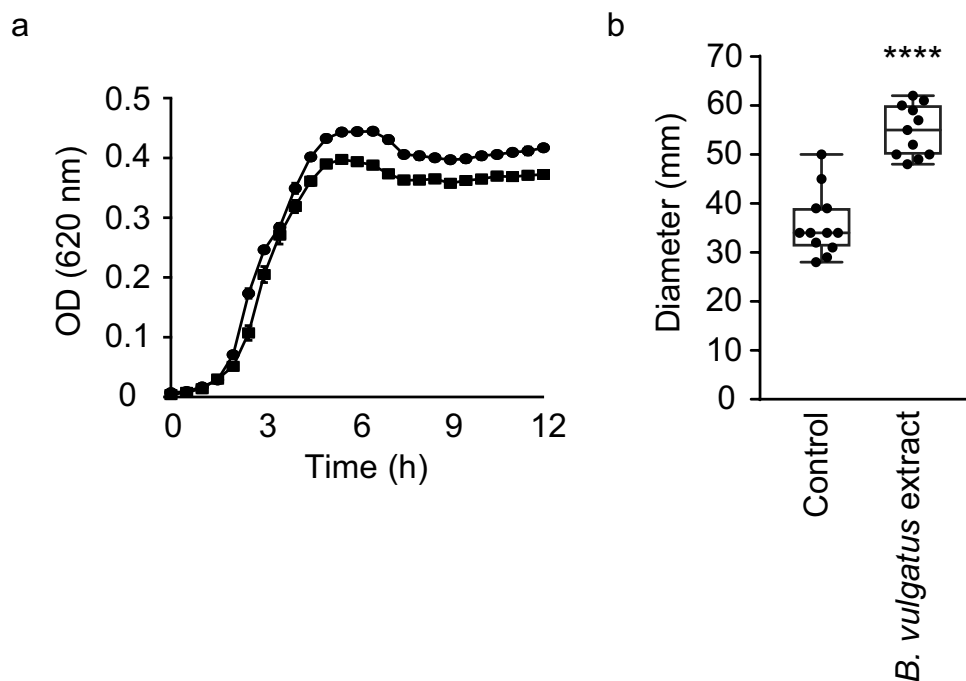 a
0.5
0.4
0.3
0.2
0.1
0
OD (620 nm)
0 3 6 9 12
Time (h)
b
70
60
50
40
30
20
10
0
Diameter (mm)
****
Control
B. vulgatus extract